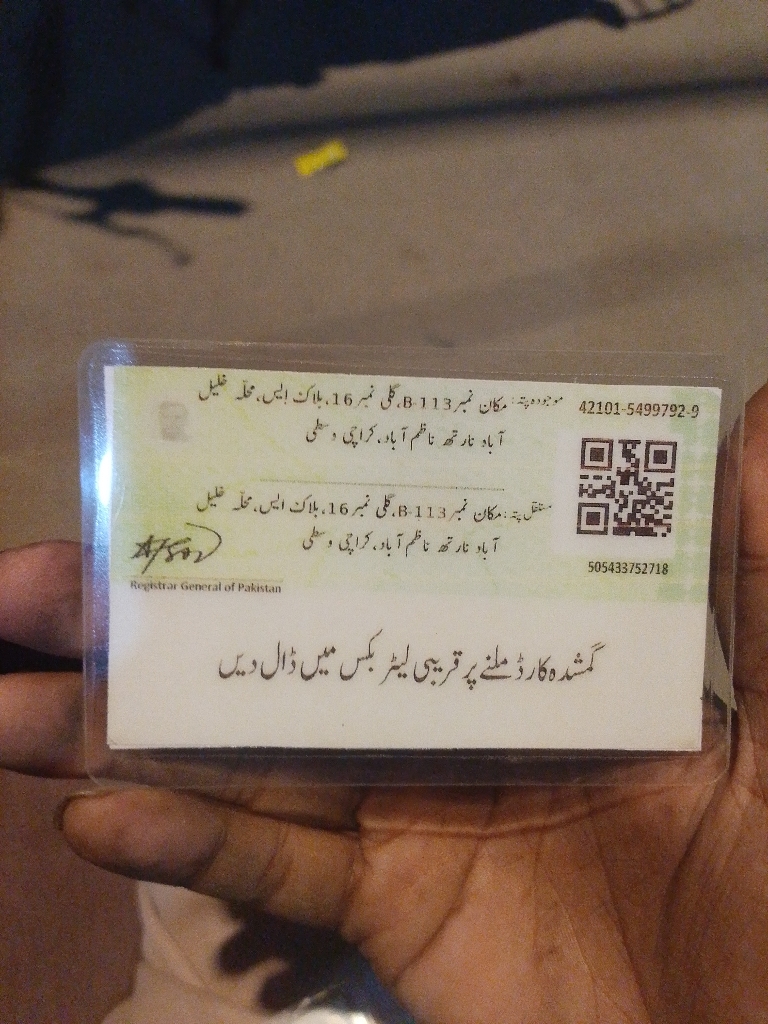 موجودہ پتہ: مکان نمبر B-113، گلی نمبر 16، بلاک ایس، محلہ خلیل
آباد نارتھ ناظم آباد، کراچی وسطی
42101-5499792-9
مستقل پتہ: مکان نمبر B-113، گلی نمبر 16، بلاک ایس، محلہ خلیل
آباد نارتھ ناظم آباد، کراچی وسطی
505433752718
Registrar General of Pakistan
گمشدہ کارڈ ملنے پر قریبی لیٹر بکس میں ڈال دیں